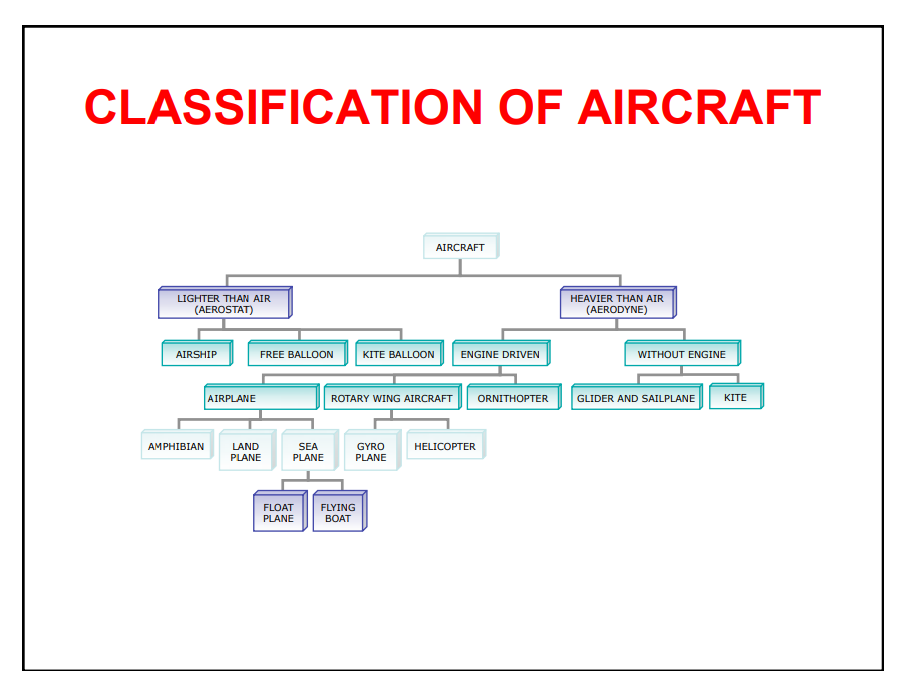 CLASSIFICATION OF AIRCRAFT
AIRCRAFT
LIGHTER THAN AIR
(AEROSTAT)
HEAVIER THAN AIR
(AERODYNE)
AIRSHIP
FREE BALLOON
KITE BALLOON
ENGINE DRIVEN
WITHOUT ENGINE
AIRPLANE
ROTARY WING AIRCRAFT
ORNITHOPTER
GLIDER AND SAILPLANE
KITE
AMPHIBIAN
LAND
PLANE
SEA
PLANE
GYRO
PLANE
HELICOPTER
FLOAT
PLANE
FLYING
BOAT